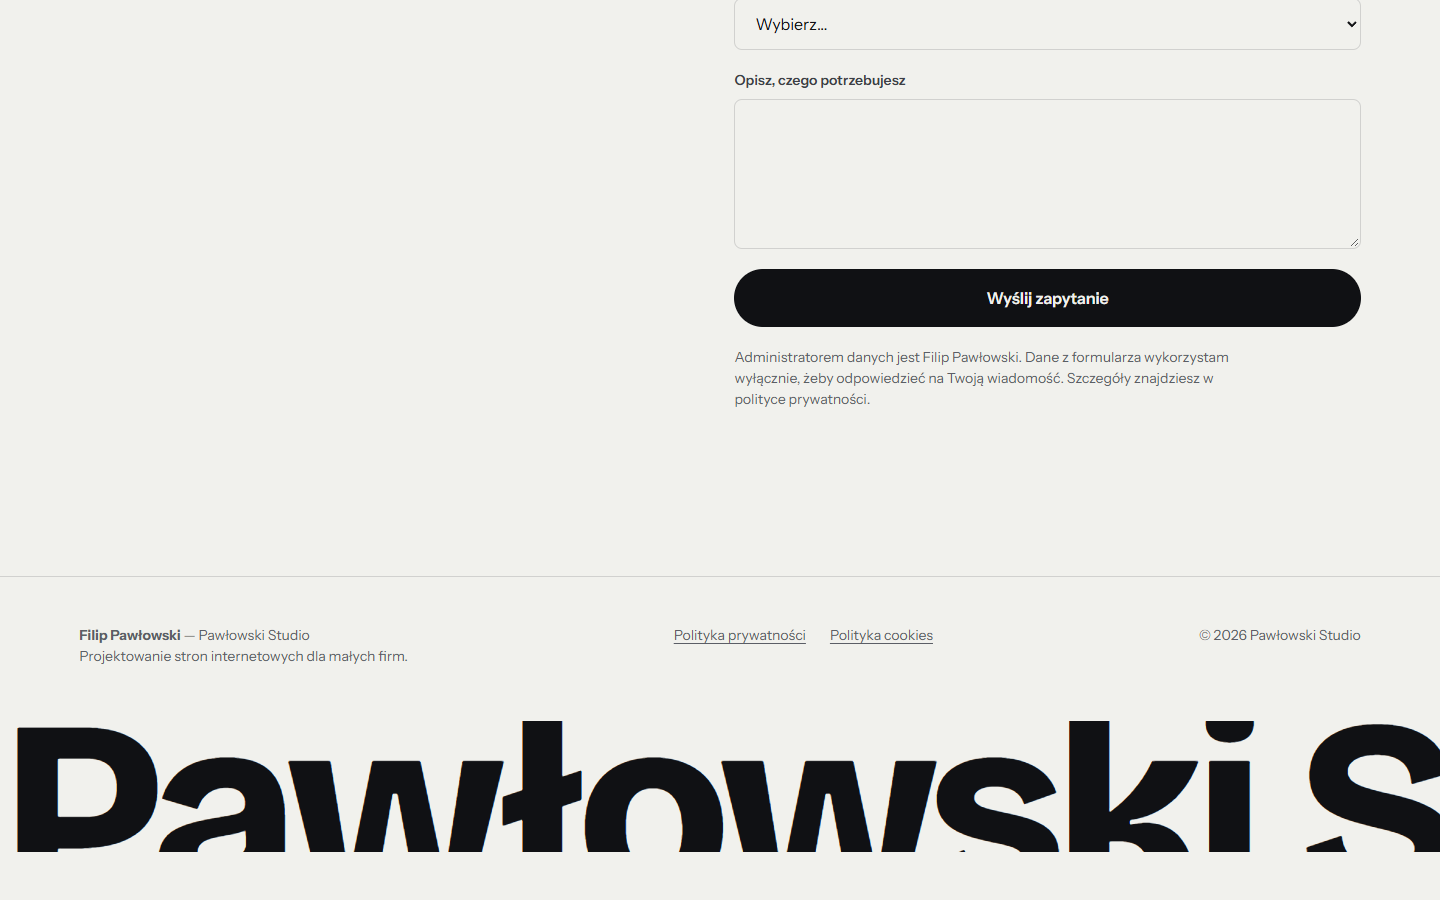 Wybierz...
Opisz, czego potrzebujesz
Wyślij zapytanie
Administratorem danych jest Filip Pawłowski. Dane z formularza wykorzystam
wyłącznie, żeby odpowiedzieć na Twoją wiadomość. Szczegóły znajdziesz w
polityce prywatności.
Filip Pawłowski — Pawłowski Studio
Projektowanie stron internetowych dla małych firm.
Polityka prywatności Polityka cookies
© 2026 Pawłowski Studio
Pawłowski S